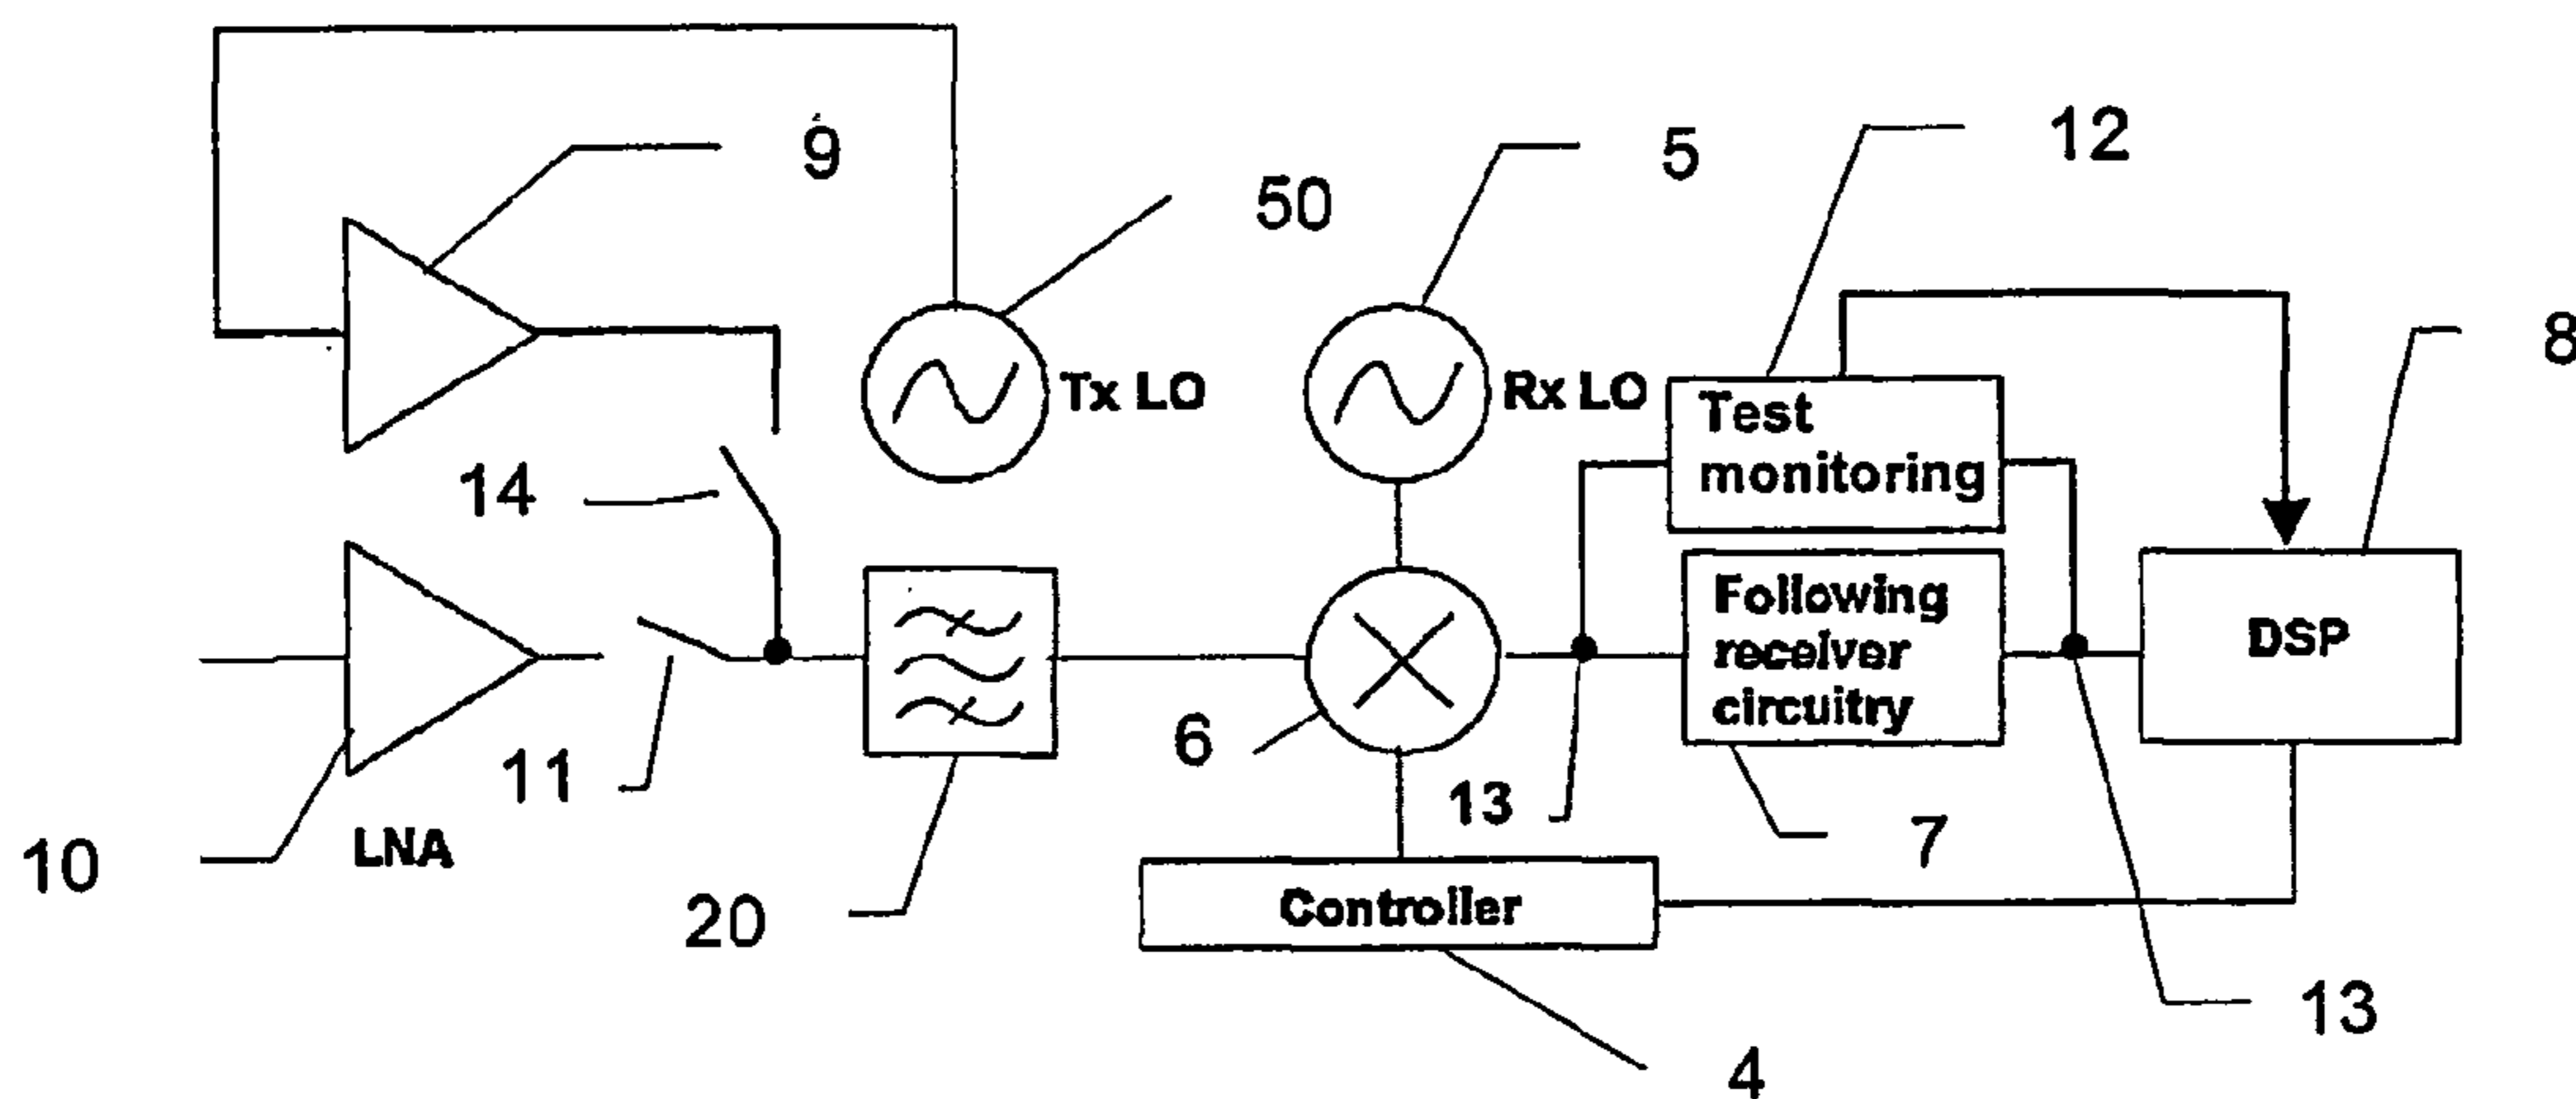 9
50
5
12
8
Tx LO
Rx LO
Test
monitoring
14
Following
receiver
circuitry
DSP
11
6
13
7
10
LNA
20
Controller
13
4